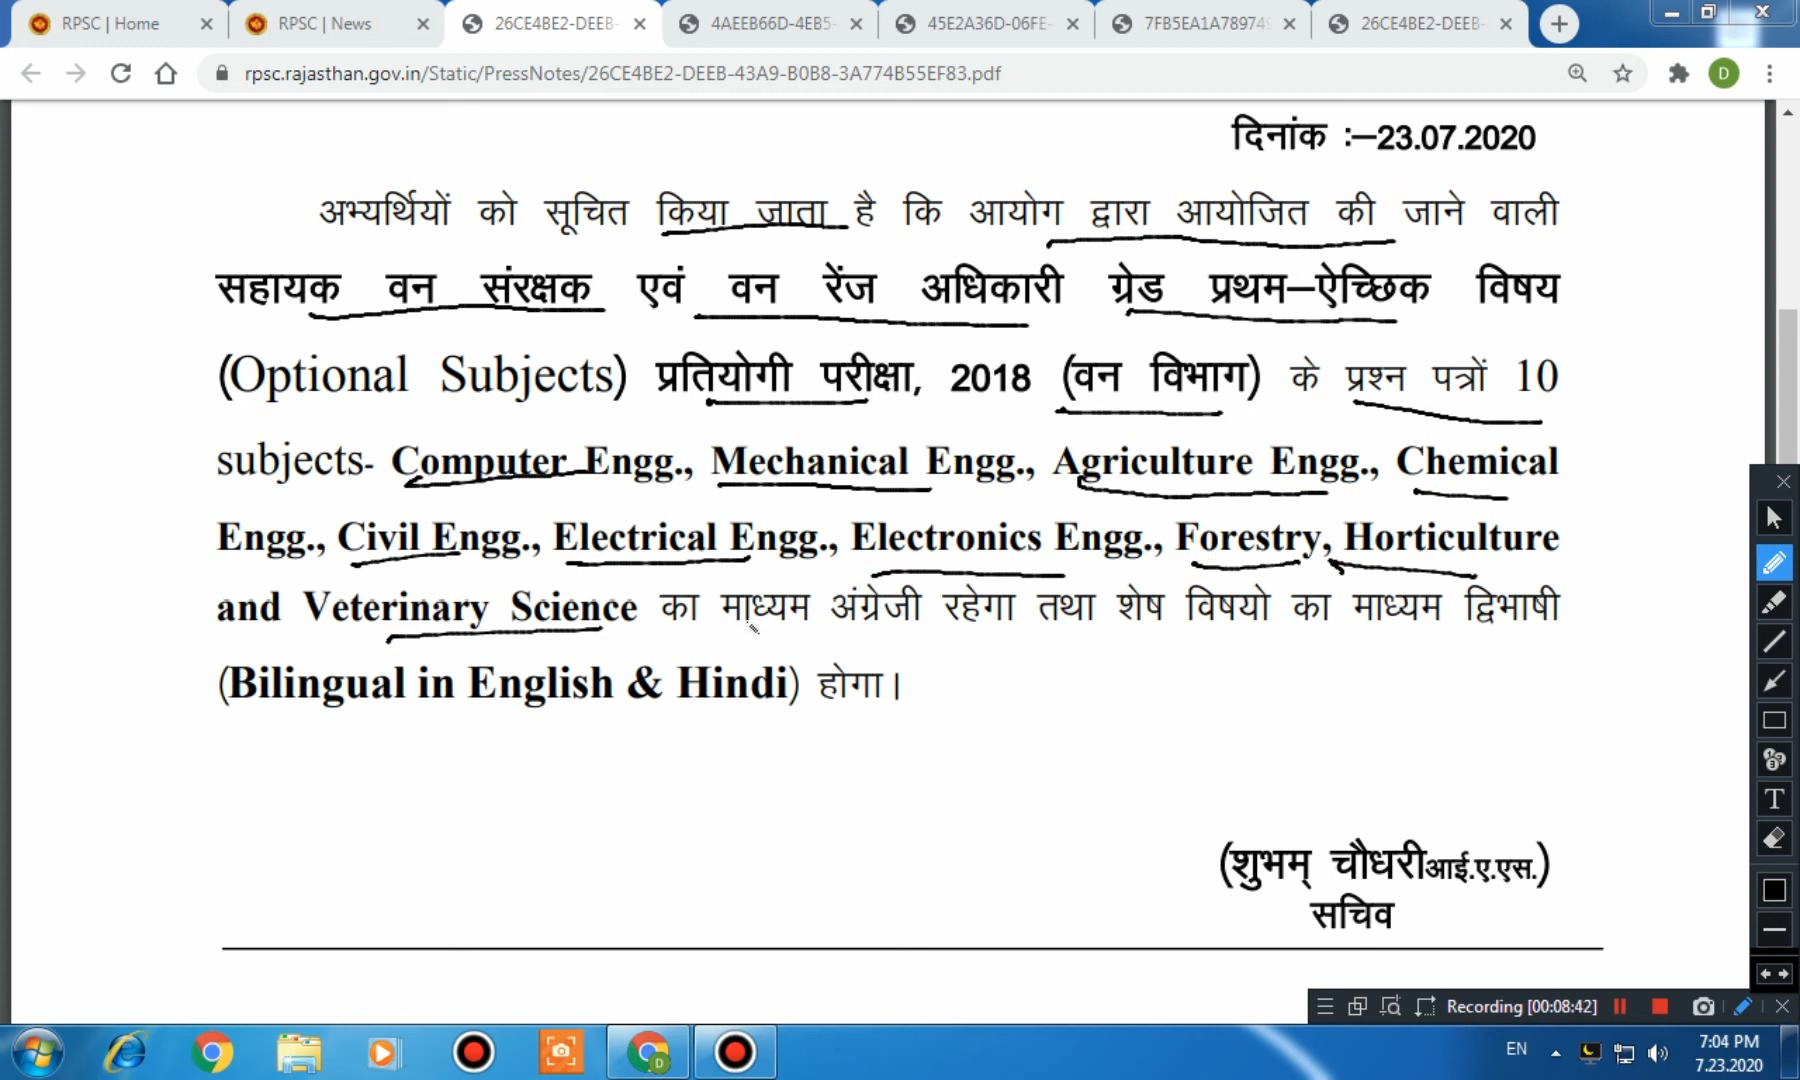 RPSC | Home
RPSC | News
26CE4BE2-DEEB-
4AEEB66D-4EB5-
45E2A36D-06FE-
7FB5EA1A78974
26CE4BE2-DEEB-
rpsc.rajasthan.gov.in/Static/PressNotes/26CE4BE2-DEEB-43A9-B0B8-3A774B55EF83.pdf
D
दिनांक :–23.07.2020
अभ्यर्थियों को सूचित किया जाता है कि आयोग द्वारा आयोजित की जाने वाली
सहायक वन संरक्षक एवं वन रेंज अधिकारी ग्रेड प्रथम–ऐच्छिक विषय
(Optional Subjects) प्रतियोगी परीक्षा, 2018 (वन विभाग) के प्रश्न पत्रों 10
subjects- Computer Engg., Mechanical Engg., Agriculture Engg., Chemical
Engg., Civil Engg., Electrical Engg., Electronics Engg., Forestry, Horticulture
and Veterinary Science का माध्यम अंग्रेजी रहेगा तथा शेष विषयो का माध्यम द्विभाषी
(Bilingual in English & Hindi) होगा।
(शुभम् चौधरीआई.ए.एस.)
सचिव
T
Recording [00:08:42]
D
EN
7:04 PM
7.23.2020